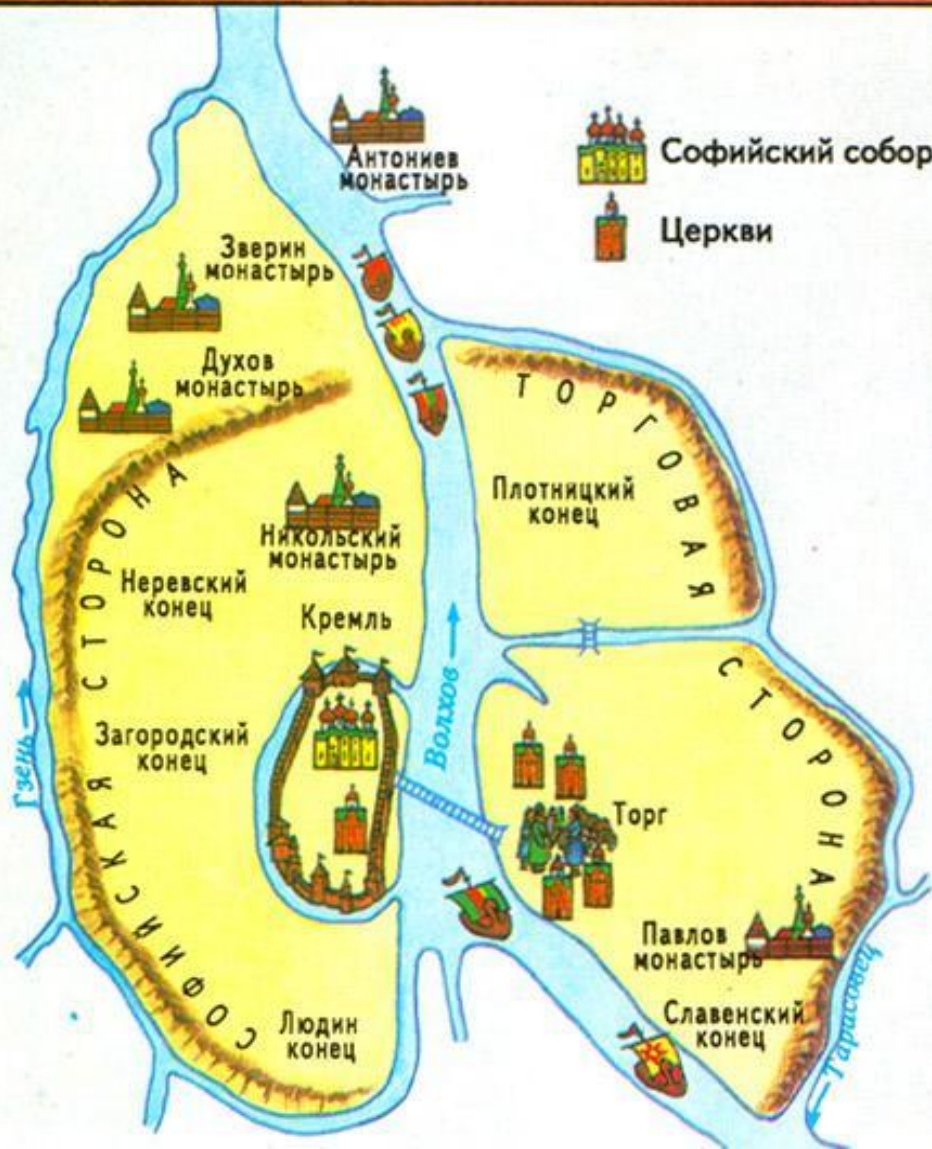 Антониев
монастырь
Софийский собор
Церкви
Зверин
монастырь
Духов
монастырь
ТОРГОВАЯ СТОРОНА
Плотницкий
конец
Никольский
монастырь
СОФИЙСКАЯ СТОРОНА
Неревский
конец
Кремль
Волхов
Гзень
Загородский
конец
Торг
Павлов
монастырь
Славенский
конец
Тарасовец
Людин
конец